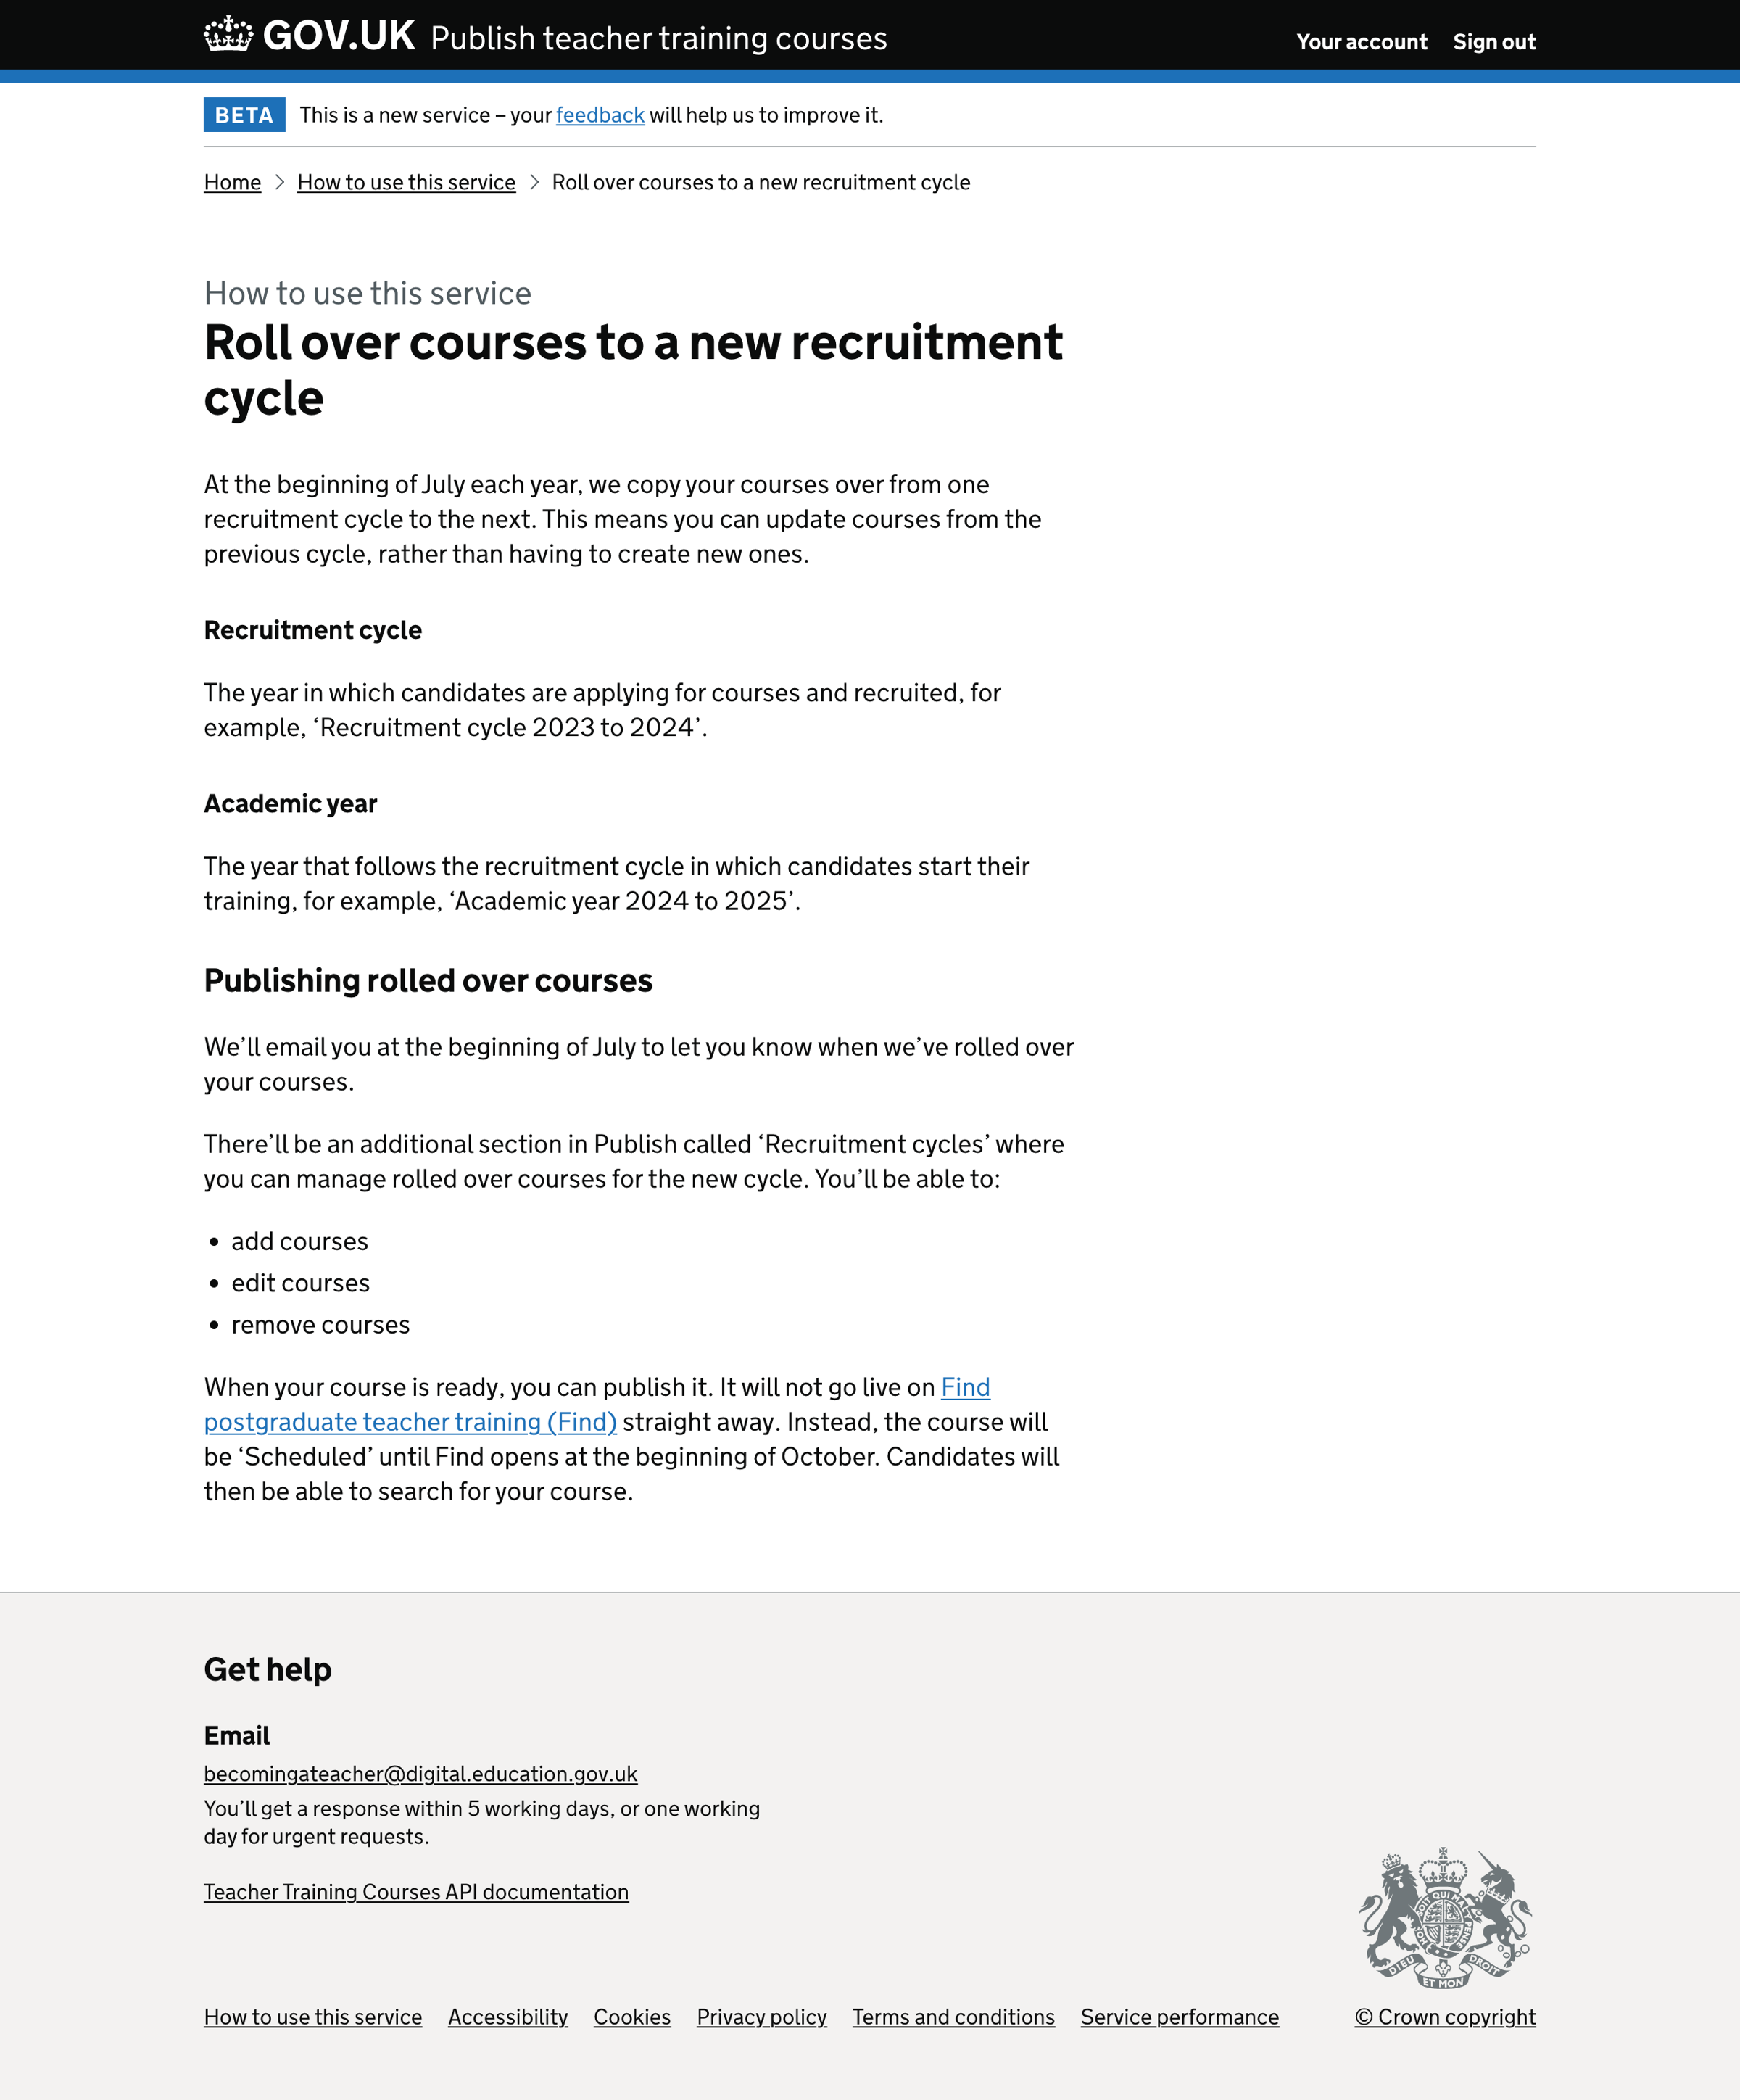 GOV.UK Publish teacher training courses Your account Sign out
BETA This is a new service – your feedback will help us to improve it.
Home How to use this service Roll over courses to a new recruitment cycle
How to use this service
Roll over courses to a new recruitment
cycle
At the beginning of July each year, we copy your courses over from one
recruitment cycle to the next. This means you can update courses from the
previous cycle, rather than having to create new ones.
Recruitment cycle
The year in which candidates are applying for courses and recruited, for
example, ‘Recruitment cycle 2023 to 2024’.
Academic year
The year that follows the recruitment cycle in which candidates start their
training, for example, ‘Academic year 2024 to 2025’.
Publishing rolled over courses
We’ll email you at the beginning of July to let you know when we’ve rolled over
your courses.
There’ll be an additional section in Publish called ‘Recruitment cycles’ where
you can manage rolled over courses for the new cycle. You’ll be able to:
• add courses
• edit courses
• remove courses
When your course is ready, you can publish it. It will not go live on Find
postgraduate teacher training (Find) straight away. Instead, the course will
be ‘Scheduled’ until Find opens at the beginning of October. Candidates will
then be able to search for your course.
Get help
Email
becomingateacher@digital.education.gov.uk
You’ll get a response within 5 working days, or one working
day for urgent requests.
Teacher Training Courses API documentation
DIEU ET MON DROIT
How to use this service Accessibility Cookies Privacy policy Terms and conditions Service performance © Crown copyright